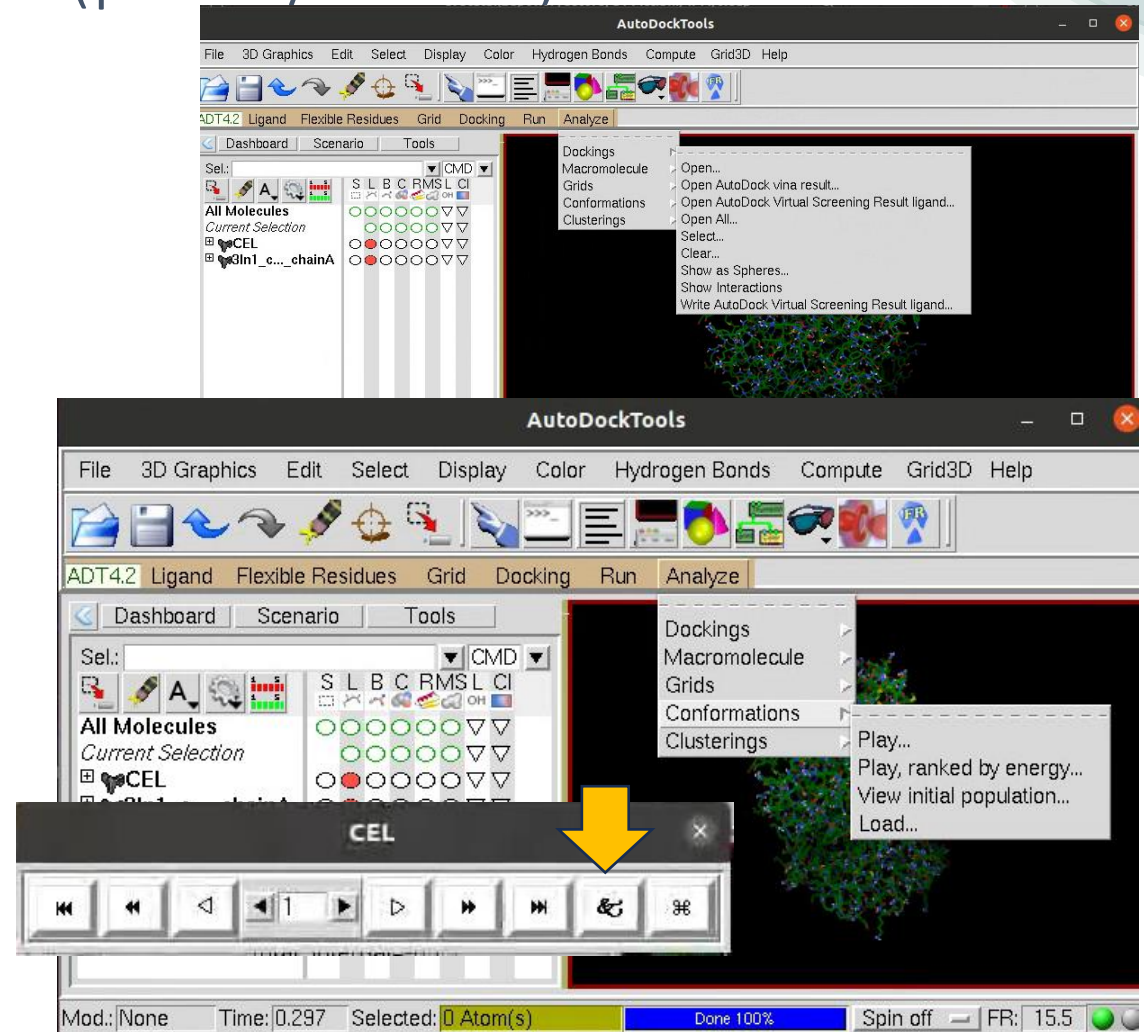 AutoDockTools
File 3D Graphics Edit Select Display Color Hydrogen Bonds Compute Grid3D Help
ADT4.2 Ligand Flexible Residues Grid Docking Run Analyze
Dashboard Scenario Tools
Sel.: CMD
S L B C R MS L Cl
All Molecules
Current Selection
CEL
3ln1_c..._chainA
Dockings
Macromolecule
Grids
Conformations
Clusterings
Open...
Open AutoDock vina result...
Open AutoDock Virtual Screening Result ligand...
Open All...
Select...
Clear...
Show as Spheres...
Show Interactions
Write AutoDock Virtual Screening Result ligand...
AutoDockTools
File 3D Graphics Edit Select Display Color Hydrogen Bonds Compute Grid3D Help
ADT4.2 Ligand Flexible Residues Grid Docking Run Analyze
Dashboard Scenario Tools
Sel.: CMD
S L B C R MS L Cl
All Molecules
Current Selection
CEL
Dockings
Macromolecule
Grids
Conformations
Clusterings
Play...
Play, ranked by energy...
View initial population...
Load...
CEL
1 & ⌘
Mod.: None Time: 0.297 Selected: 0 Atom(s) Done 100% Spin off FR: 15.5